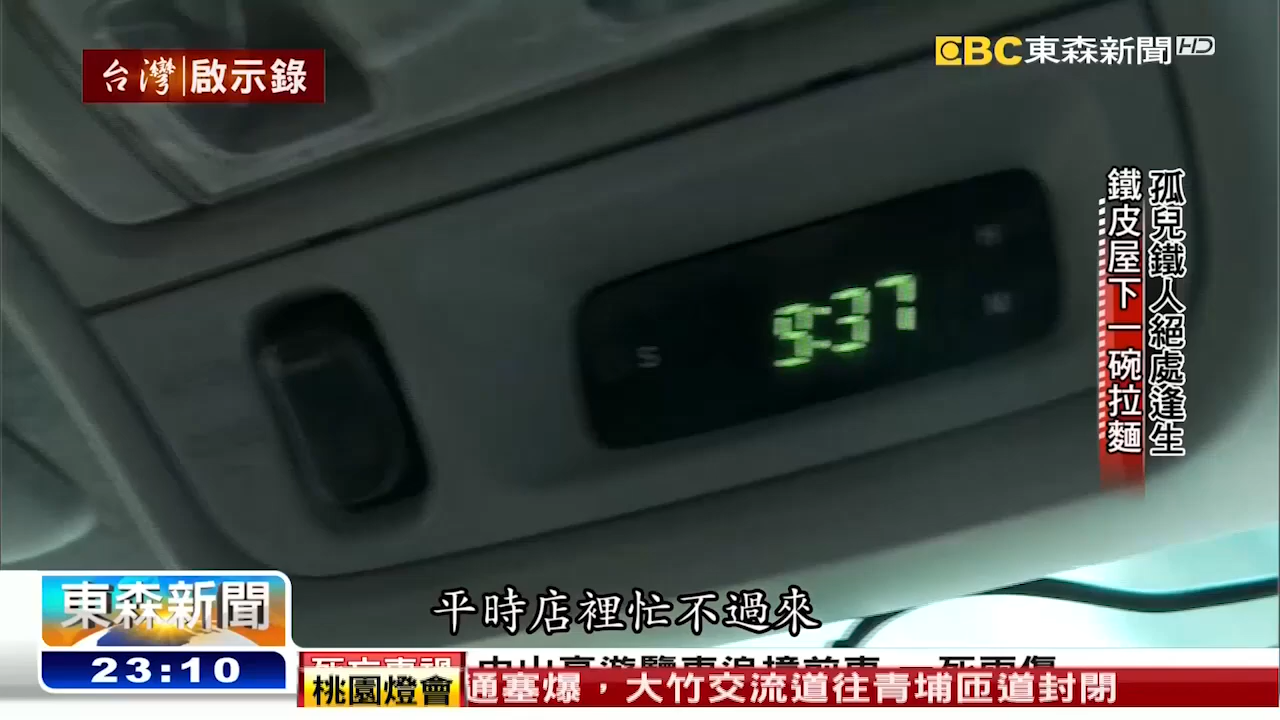 台灣啟示錄
EBC東森新聞HD
孤兒鐵人絕處逢生
鐵皮屋下一碗拉麵
S
9:37
H
M
平時店裡忙不過來
東森新聞
23:10
桃園燈會
通塞爆，大竹交流道往青埔匝道封閉